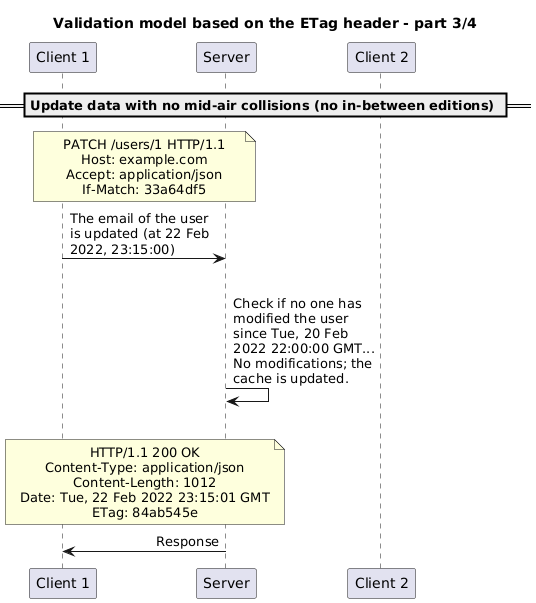 Validation model based on the ETag header - part 3/4
Client 1
Server
Client 2
Update data with no mid-air collisions (no in-between editions)
PATCH /users/1 HTTP/1.1
Host: example.com
Accept: application/json
If-Match: 33a64df5
The email of the user
is updated (at 22 Feb
2022, 23:15:00)
Check if no one has
modified the user
since Tue, 20 Feb
2022 22:00:00 GMT...
No modifications; the
cache is updated.
HTTP/1.1 200 OK
Content-Type: application/json
Content-Length: 1012
Date: Tue, 22 Feb 2022 23:15:01 GMT
ETag: 84ab545e
Response
Client 1
Server
Client 2